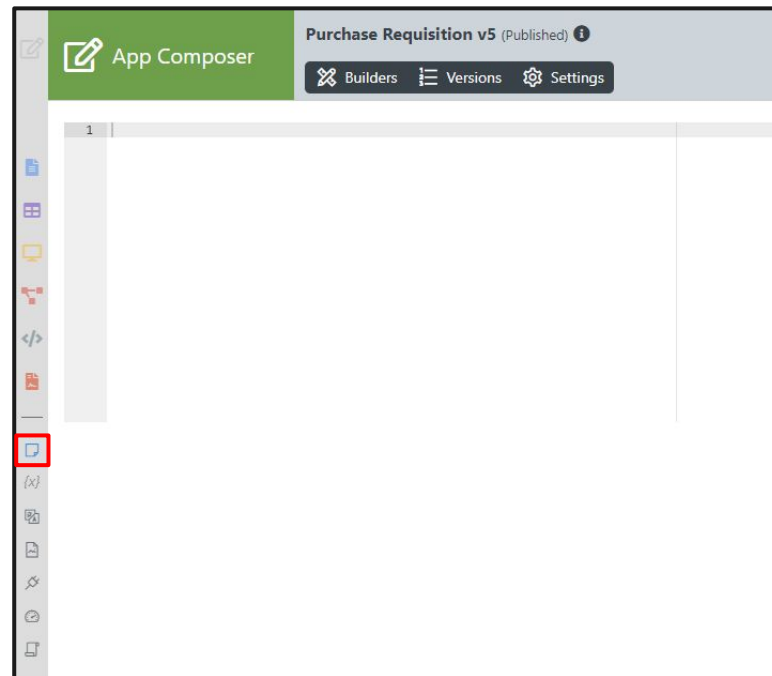 App Composer
Purchase Requisition v5 (Published)
Builders Versions Settings
1
</>
{x}